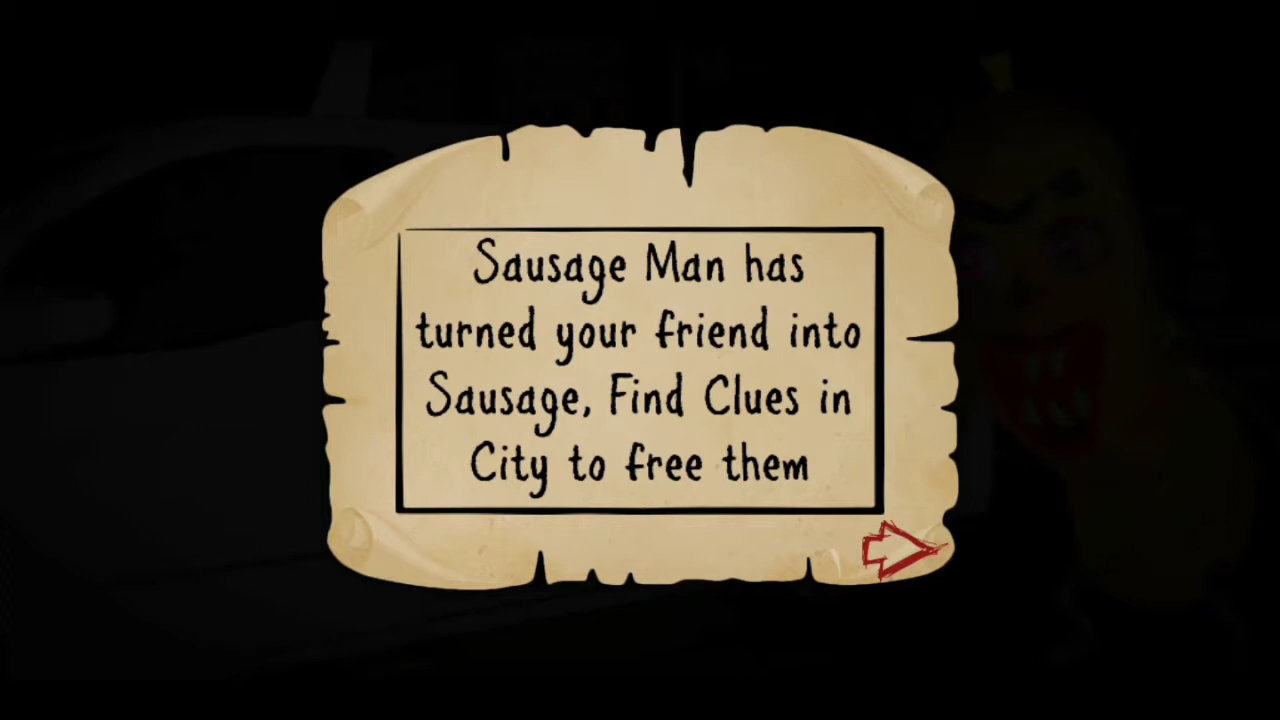 Sausage Man has
turned your friend into
Sausage, Find Clues in
City to free them